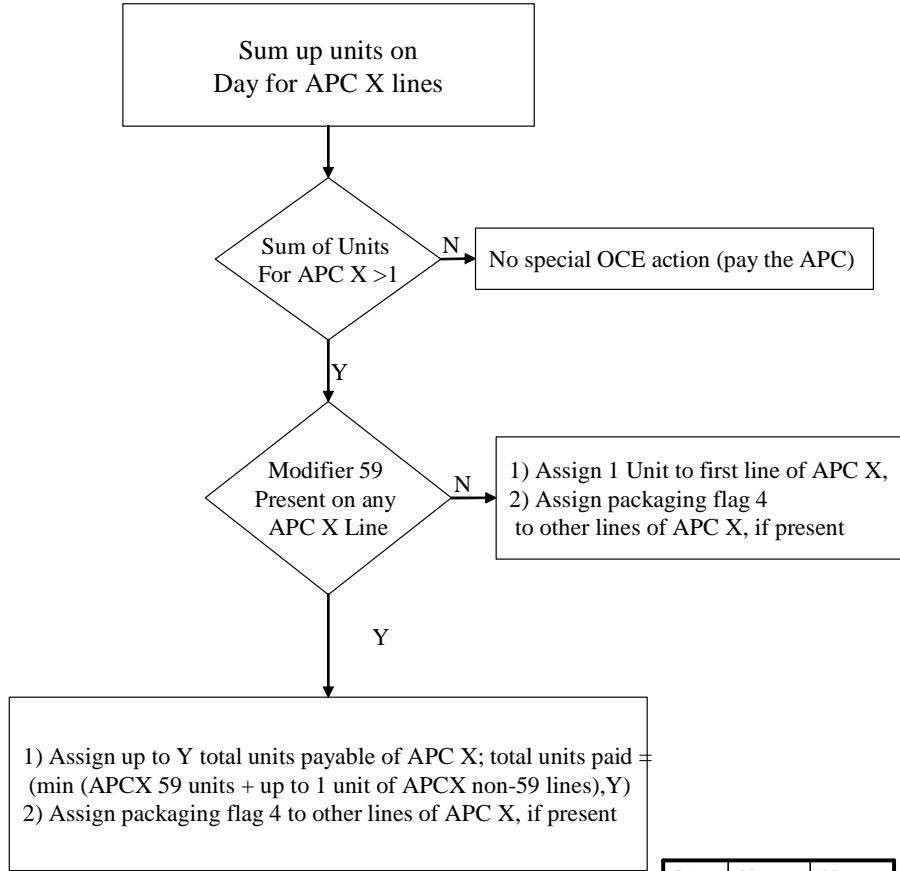 Sum up units on
Day for APC X lines
Sum of Units
For APC X >1
N
No special OCE action (pay the APC)
Y
Modifier 59
Present on any
APC X Line
N
1) Assign 1 Unit to first line of APC X,
2) Assign packaging flag 4
to other lines of APC X, if present
Y
1) Assign up to Y total units payable of APC X; total units paid =
(min (APCX 59 units + up to 1 unit of APCX non-59 lines),Y)
2) Assign packaging flag 4 to other lines of APC X, if present